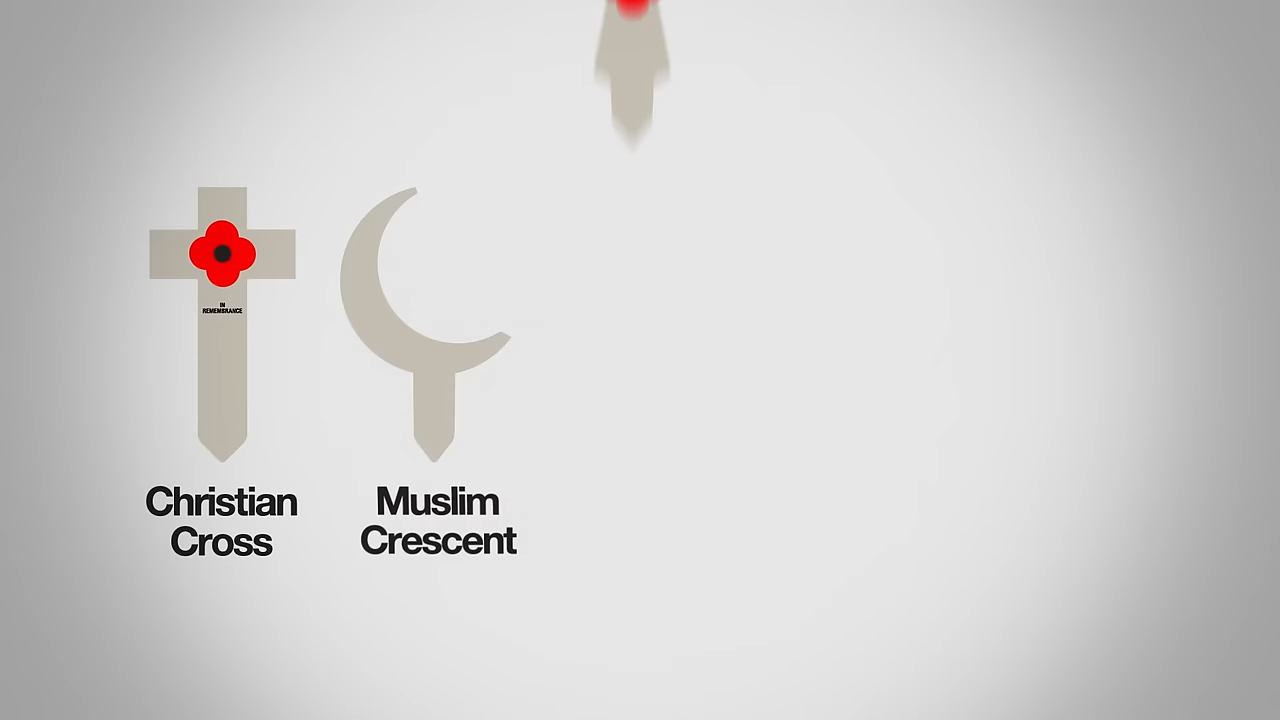 IN
REMEMBRANCE
Christian
Cross
Muslim
Crescent